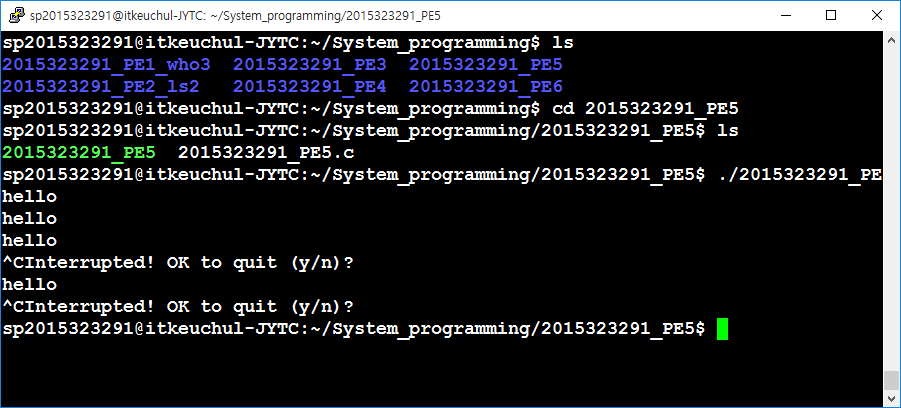 sp2015323291@itkeuchul-JYTC: ~/System_programming/2015323291_PE5
sp2015323291@itkeuchul-JYTC:~/System_programming$ ls
2015323291_PE1_who3  2015323291_PE3  2015323291_PE5
2015323291_PE2_ls2   2015323291_PE4  2015323291_PE6
sp2015323291@itkeuchul-JYTC:~/System_programming$ cd 2015323291_PE5
sp2015323291@itkeuchul-JYTC:~/System_programming/2015323291_PE5$ ls
2015323291_PE5  2015323291_PE5.c
sp2015323291@itkeuchul-JYTC:~/System_programming/2015323291_PE5$ ./2015323291_PE
hello
hello
hello
^CInterrupted! OK to quit (y/n)?
hello
^CInterrupted! OK to quit (y/n)?
sp2015323291@itkeuchul-JYTC:~/System_programming/2015323291_PE5$